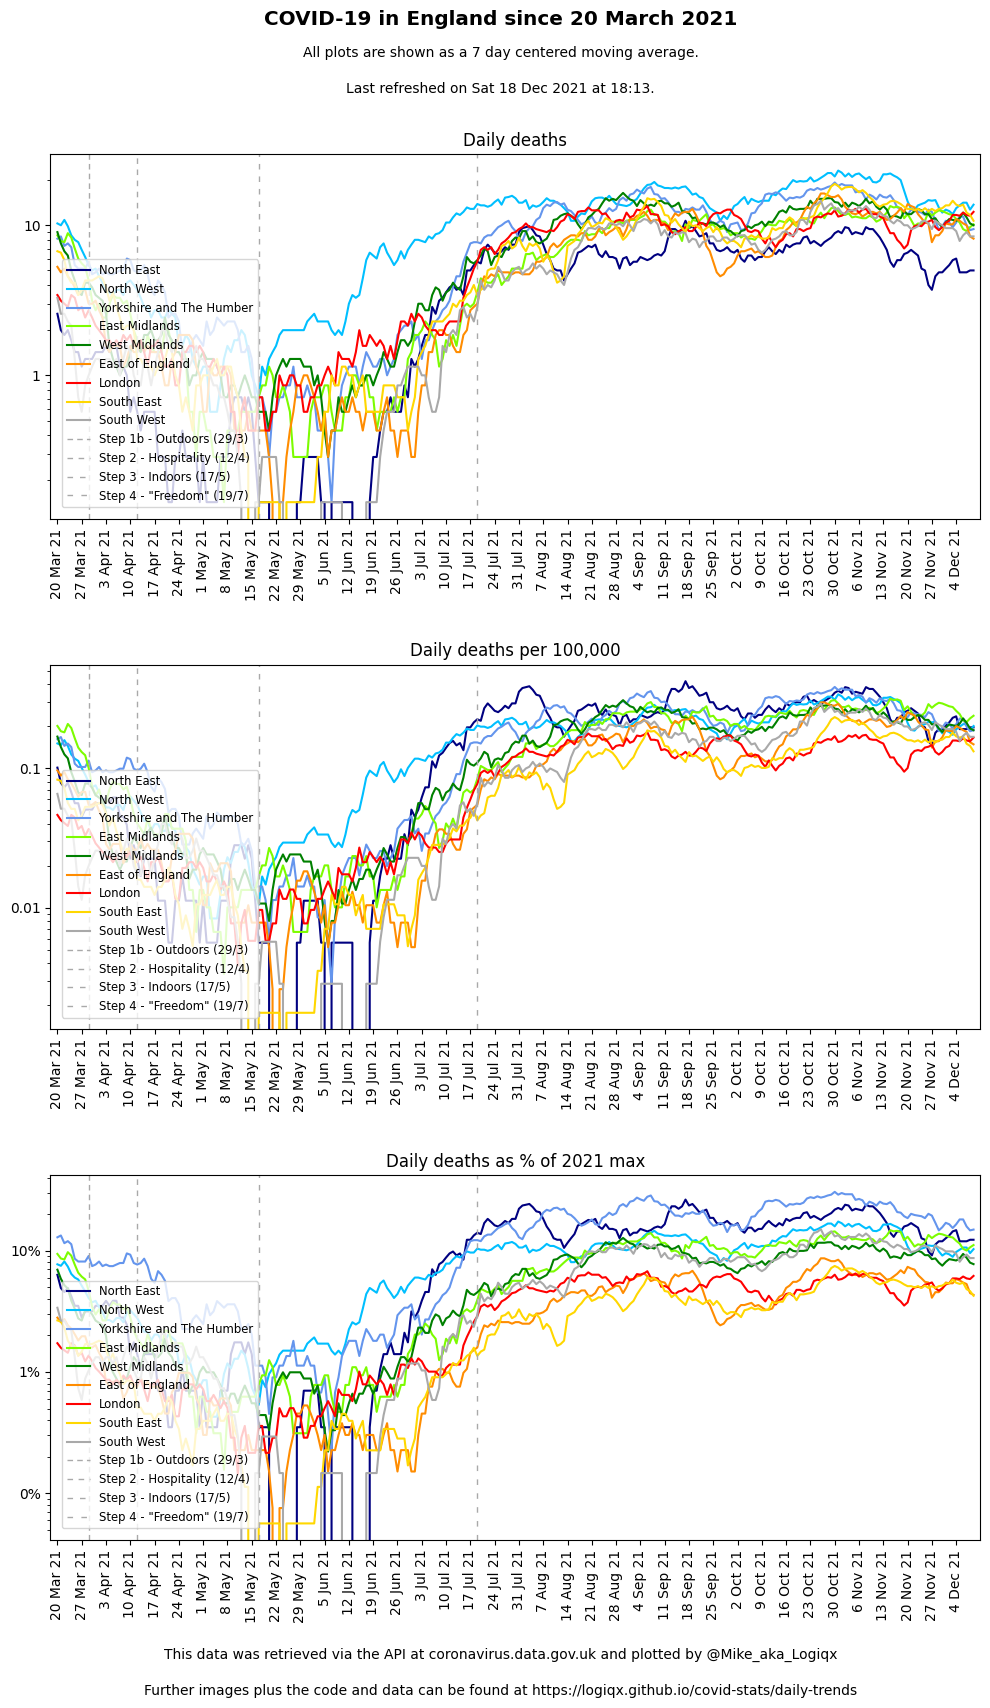 COVID-19 in England since 20 March 2021
All plots are shown as a 7 day centered moving average.
Last refreshed on Sat 18 Dec 2021 at 18:13.
Daily deaths
10
1
North East
North West
Yorkshire and The Humber
East Midlands
West Midlands
East of England
London
South East
South West
Step 1b - Outdoors (29/3)
Step 2 - Hospitality (12/4)
Step 3 - Indoors (17/5)
Step 4 - "Freedom" (19/7)
20 Mar 21
27 Mar 21
3 Apr 21
10 Apr 21
17 Apr 21
24 Apr 21
1 May 21
8 May 21
15 May 21
22 May 21
29 May 21
5 Jun 21
12 Jun 21
19 Jun 21
26 Jun 21
3 Jul 21
10 Jul 21
17 Jul 21
24 Jul 21
31 Jul 21
7 Aug 21
14 Aug 21
21 Aug 21
28 Aug 21
4 Sep 21
11 Sep 21
18 Sep 21
25 Sep 21
2 Oct 21
9 Oct 21
16 Oct 21
23 Oct 21
30 Oct 21
6 Nov 21
13 Nov 21
20 Nov 21
27 Nov 21
4 Dec 21
Daily deaths per 100,000
0.1
0.01
North East
North West
Yorkshire and The Humber
East Midlands
West Midlands
East of England
London
South East
South West
Step 1b - Outdoors (29/3)
Step 2 - Hospitality (12/4)
Step 3 - Indoors (17/5)
Step 4 - "Freedom" (19/7)
20 Mar 21
27 Mar 21
3 Apr 21
10 Apr 21
17 Apr 21
24 Apr 21
1 May 21
8 May 21
15 May 21
22 May 21
29 May 21
5 Jun 21
12 Jun 21
19 Jun 21
26 Jun 21
3 Jul 21
10 Jul 21
17 Jul 21
24 Jul 21
31 Jul 21
7 Aug 21
14 Aug 21
21 Aug 21
28 Aug 21
4 Sep 21
11 Sep 21
18 Sep 21
25 Sep 21
2 Oct 21
9 Oct 21
16 Oct 21
23 Oct 21
30 Oct 21
6 Nov 21
13 Nov 21
20 Nov 21
27 Nov 21
4 Dec 21
Daily deaths as % of 2021 max
10%
1%
0%
North East
North West
Yorkshire and The Humber
East Midlands
West Midlands
East of England
London
South East
South West
Step 1b - Outdoors (29/3)
Step 2 - Hospitality (12/4)
Step 3 - Indoors (17/5)
Step 4 - "Freedom" (19/7)
20 Mar 21
27 Mar 21
3 Apr 21
10 Apr 21
17 Apr 21
24 Apr 21
1 May 21
8 May 21
15 May 21
22 May 21
29 May 21
5 Jun 21
12 Jun 21
19 Jun 21
26 Jun 21
3 Jul 21
10 Jul 21
17 Jul 21
24 Jul 21
31 Jul 21
7 Aug 21
14 Aug 21
21 Aug 21
28 Aug 21
4 Sep 21
11 Sep 21
18 Sep 21
25 Sep 21
2 Oct 21
9 Oct 21
16 Oct 21
23 Oct 21
30 Oct 21
6 Nov 21
13 Nov 21
20 Nov 21
27 Nov 21
4 Dec 21
This data was retrieved via the API at coronavirus.data.gov.uk and plotted by @Mike_aka_Logiqx
Further images plus the code and data can be found at https://logiqx.github.io/covid-stats/daily-trends